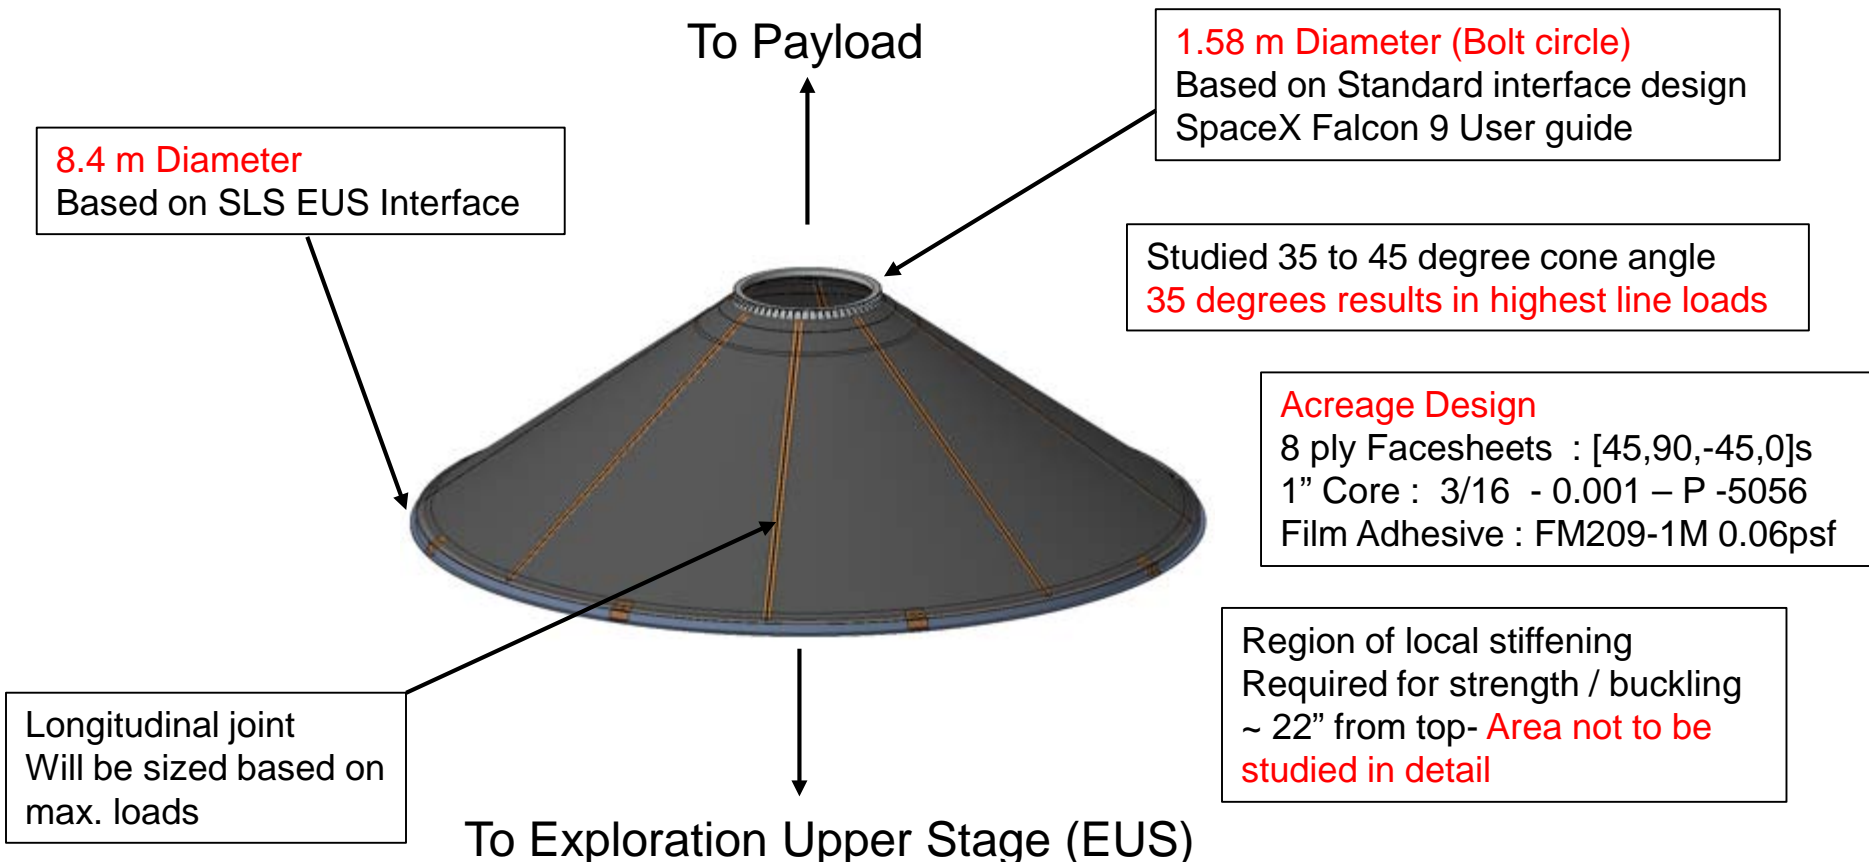 To Payload
1.58 m Diameter (Bolt circle)
Based on Standard interface design
SpaceX Falcon 9 User guide
8.4 m Diameter
Based on SLS EUS Interface
Studied 35 to 45 degree cone angle
35 degrees results in highest line loads
Acreage Design
8 ply Facesheets : [45,90,-45,0]s
1” Core : 3/16 - 0.001 – P -5056
Film Adhesive : FM209-1M 0.06psf
Region of local stiffening
Required for strength / buckling
~ 22” from top- Area not to be
studied in detail
Longitudinal joint
Will be sized based on
max. loads
To Exploration Upper Stage (EUS)